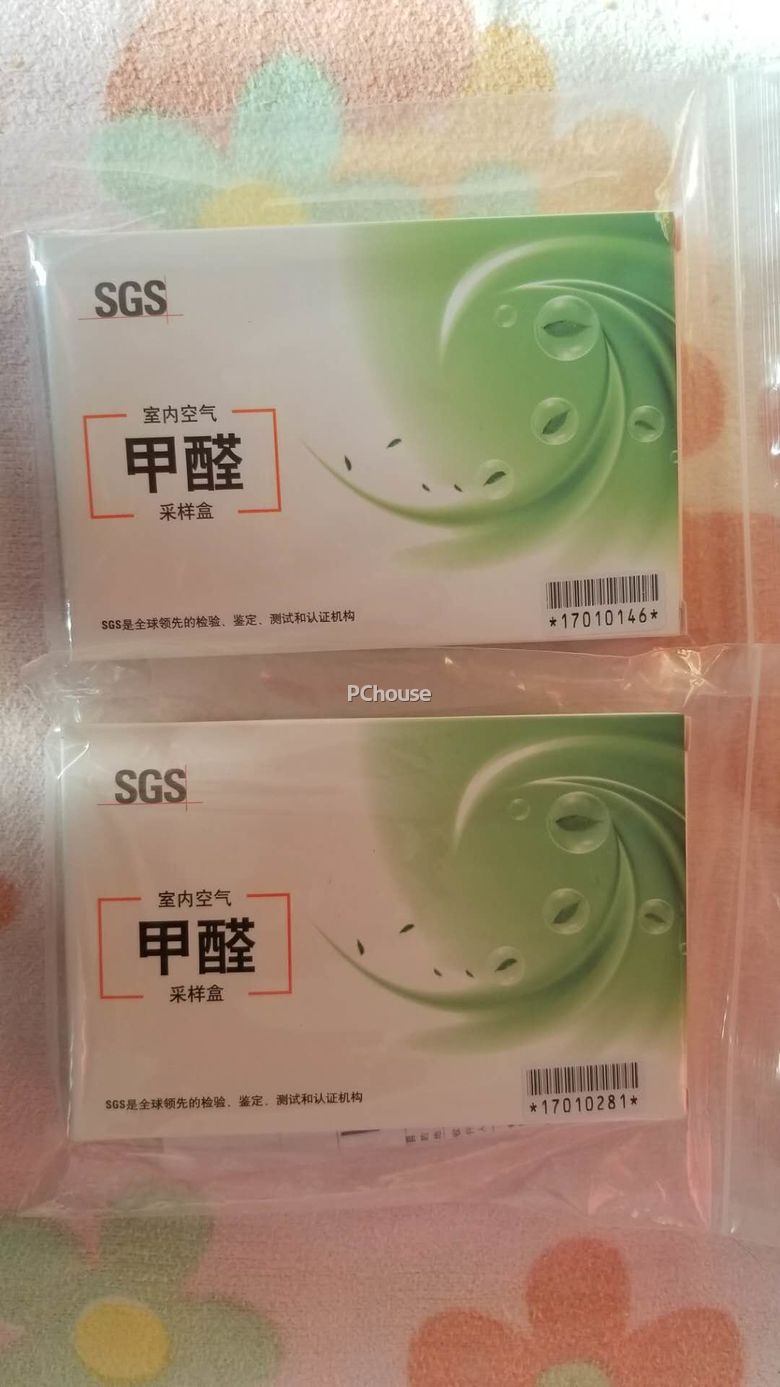 SGS
室内空气
甲醛
采样盒
SGS是全球领先的检验、鉴定、测试和认证机构
*17010146*
PChouse
SGS
室内空气
甲醛
采样盒
SGS是全球领先的检验、鉴定、测试和认证机构
*17010281*